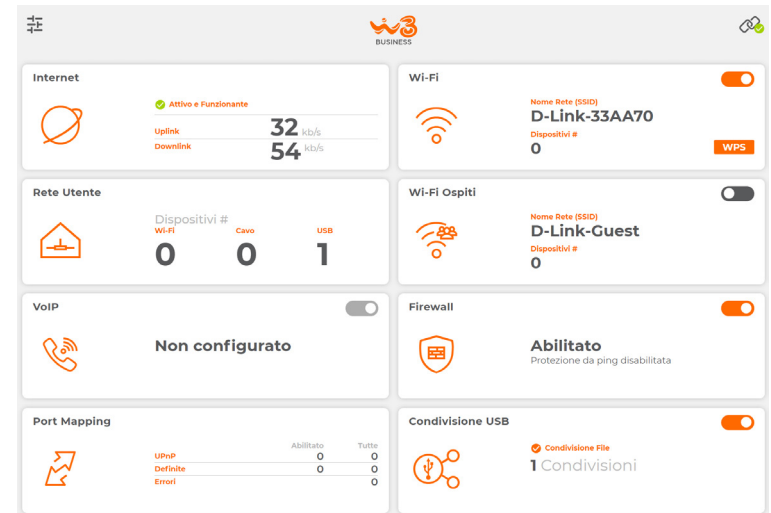 W3
BUSINESS
Internet
Attivo e Funzionante
Uplink 32 kb/s
Downlink 54 kb/s
Wi-Fi
Nome Rete (SSID)
D-Link-33AA70
Dispositivi #
0
WPS
Rete Utente
Dispositivi #
Wi-Fi Cavo USB
0 0 1
Wi-Fi Ospiti
Nome Rete (SSID)
D-Link-Guest
Dispositivi #
0
VoIP
Non configurato
Firewall
Abilitato
Protezione da ping disabilitata
Port Mapping
Abilitato Tutte
UPnP 0 0
Definite 0 0
Errori 0
Condivisione USB
Condivisione File
1 Condivisioni